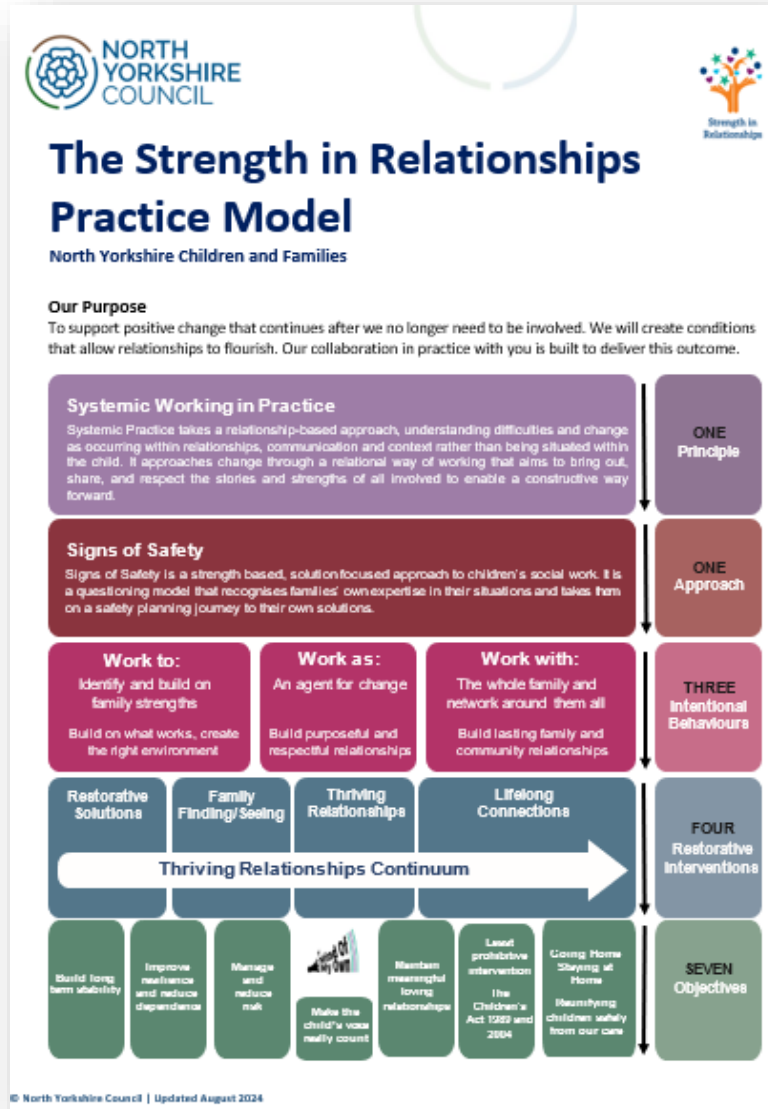 NORTH
YORKSHIRE
COUNCIL
Strength in
Relationships
The Strength in Relationships
Practice Model
North Yorkshire Children and Families
Our Purpose
To support positive change that continues after we no longer need to be involved. We will create conditions
that allow relationships to flourish. Our collaboration in practice with you is built to deliver this outcome.
Systemic Working in Practice
Systemic Practice takes a relationship-based approach, understanding difficulties and change
as occurring within relationships, communication and context rather than being situated within
the child. It approaches change through a relational way of working that aims to bring out,
share, and respect the stories and strengths of all involved to enable a constructive way
forward.
ONE
Principle
Signs of Safety
Signs of Safety is a strength based, solution focused approach to children's social work. It is
a questioning model that recognises families' own expertise in their situations and takes them
on a safety planning journey to their own solutions.
ONE
Approach
Work to:
Identify and build on
family strengths
Build on what works, create
the right environment
Work as:
An agent for change
Build purposeful and
respectful relationships
Work with:
The whole family and
network around them all
Build lasting family and
community relationships
THREE
Intentional
Behaviours
Restorative
Solutions
Family
Finding/Seeing
Thriving
Relationships
Lifelong
Connections
Thriving Relationships Continuum
FOUR
Restorative
Interventions
Build long
term stability
Improve
resilience
and reduce
dependence
Manage
and
reduce
risk
Make the
child's voice
really count
Maintain
meaningful
loving
relationships
Least
prohibitive
intervention
The
Children's
Act 1989 and
2004
Going Home
Staying at
Home
Reunifying
children safely
from our care
SEVEN
Objectives
© North Yorkshire Council | Updated August 2024